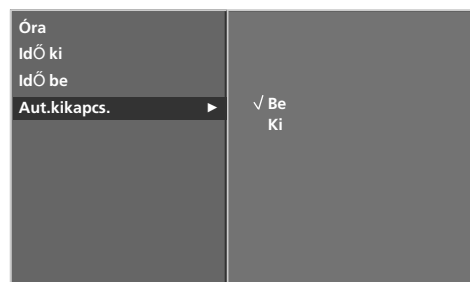 Óra
IdŐ ki
IdŐ be
Aut.kikapcs. ►
√ Be
Ki